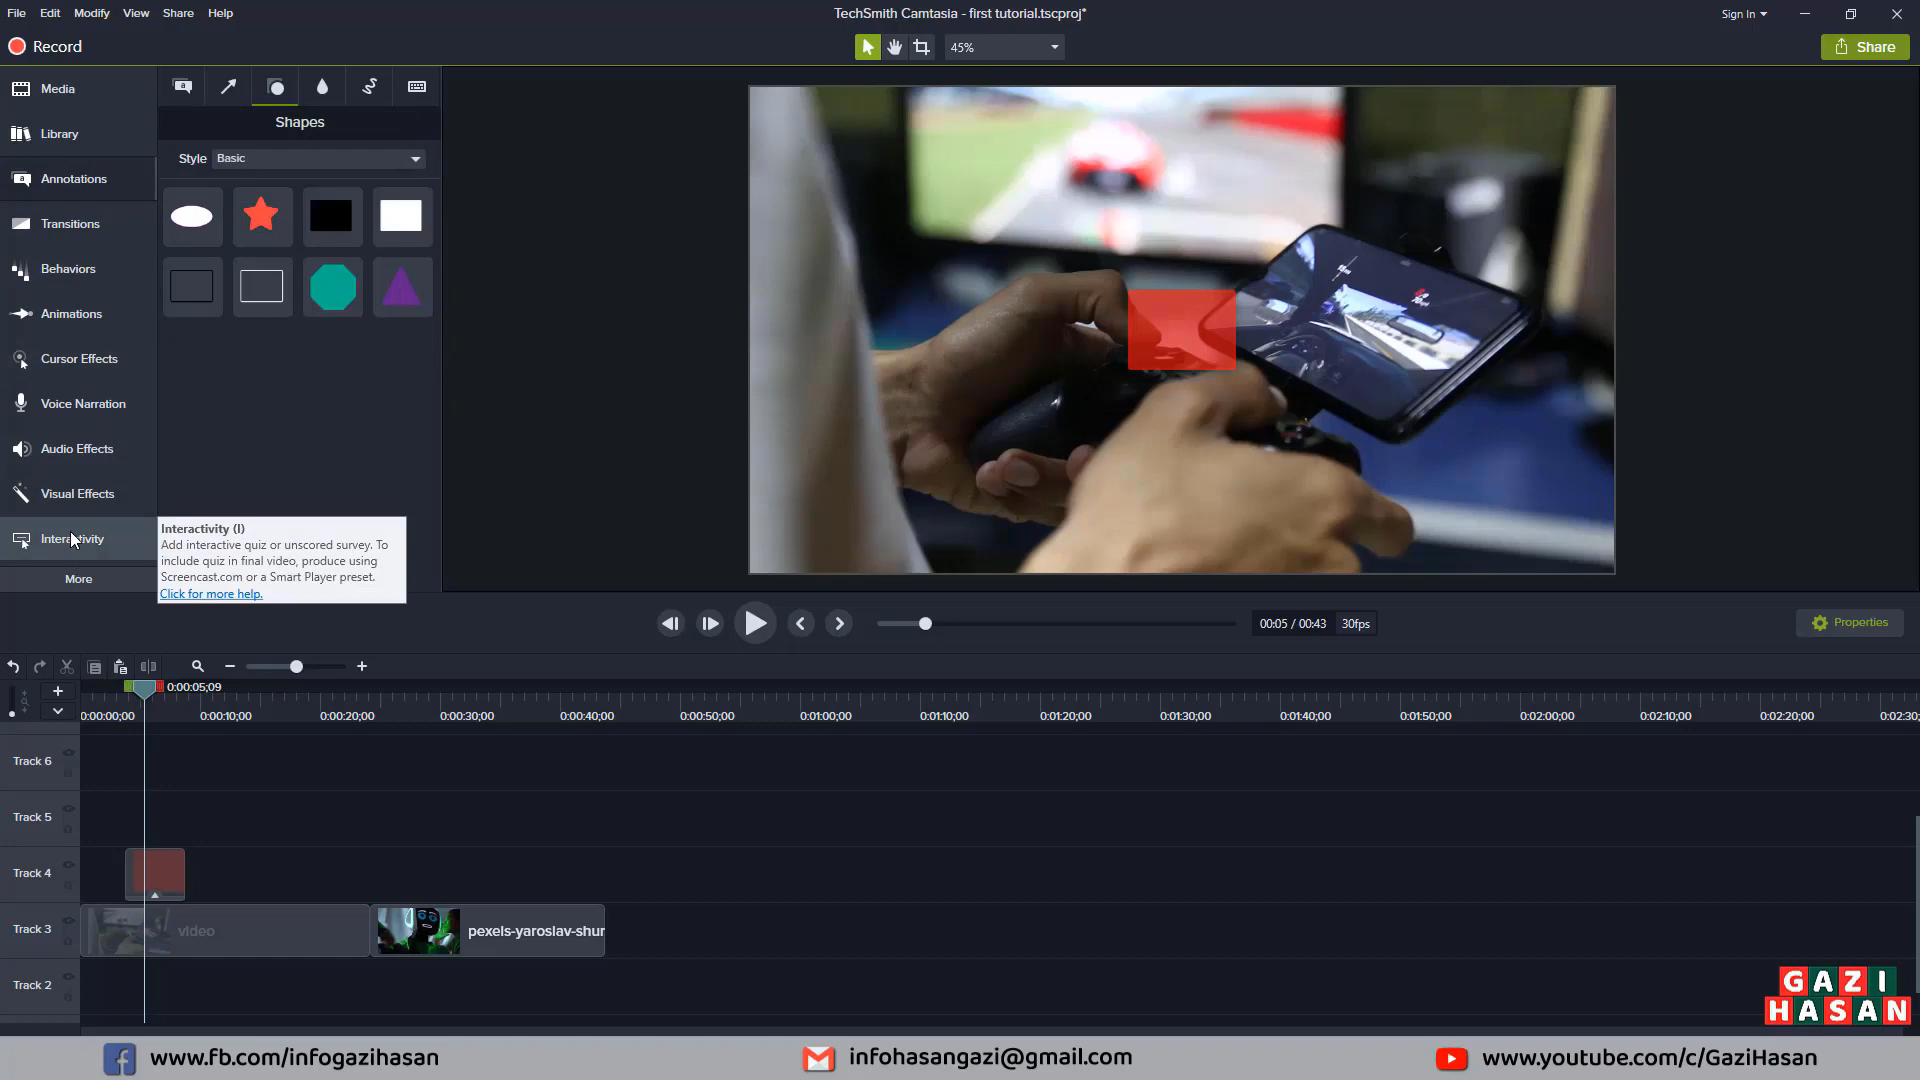 File Edit Modify View Share Help
TechSmith Camtasia - first tutorial.tscproj*
Sign In
Record
45%
Share
Media
Library
Annotations
Transitions
Behaviors
Animations
Cursor Effects
Voice Narration
Audio Effects
Visual Effects
Interactivity
More
a
Shapes
Style Basic
Interactivity (I)
Add interactive quiz or unscored survey. To
include quiz in final video, produce using
Screencast.com or a Smart Player preset.
Click for more help.
00:05 / 00:43 30fps
Properties
0:00:05;09
0:00:00;00 0:00:10;00 0:00:20;00 0:00:30;00 0:00:40;00 0:00:50;00 0:01:00;00 0:01:10;00 0:01:20;00 0:01:30;00 0:01:40;00 0:01:50;00 0:02:00;00 0:02:10;00 0:02:20;00 0:02:30;
Track 6
Track 5
Track 4
Track 3
video
pexels-yaroslav-shur
Track 2
GAZI
HASAN
www.fb.com/infogazihasan
infohasangazi@gmail.com
www.youtube.com/c/GaziHasan